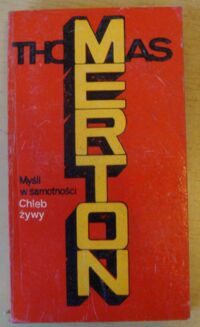 THOMAS
MERTON
Myśli
w samotności
Chleb
żywy